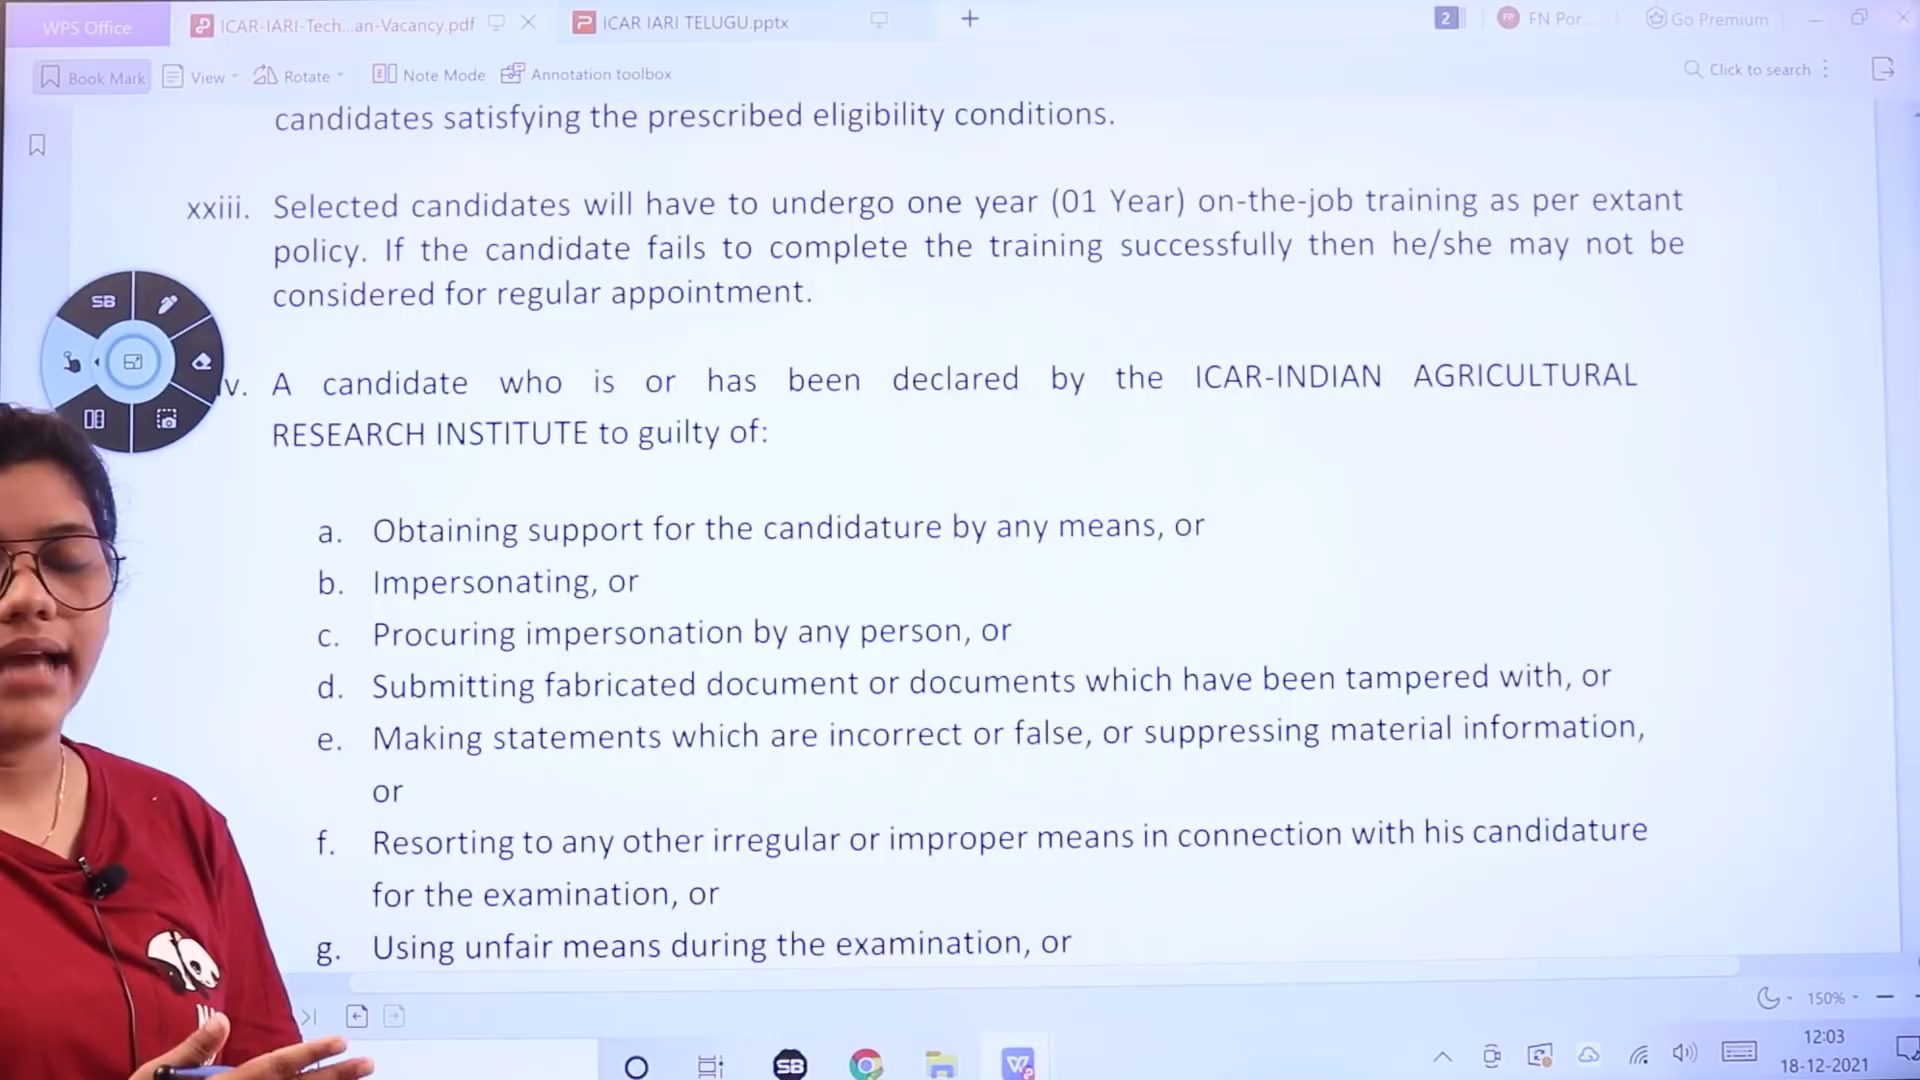 WPS Office
ICAR-IARI-Tech...an-Vacancy.pdf
ICAR IARI TELUGU.pptx
2
FP
FN Por...
Go Premium
Book Mark
View
Rotate
Note Mode
Annotation toolbox
Click to search
candidates satisfying the prescribed eligibility conditions.
xxiii. Selected candidates will have to undergo one year (01 Year) on-the-job training as per extant
policy. If the candidate fails to complete the training successfully then he/she may not be
considered for regular appointment.
SB
v. A candidate who is or has been declared by the ICAR-INDIAN AGRICULTURAL
RESEARCH INSTITUTE to guilty of:
a. Obtaining support for the candidature by any means, or
b. Impersonating, or
c. Procuring impersonation by any person, or
d. Submitting fabricated document or documents which have been tampered with, or
e. Making statements which are incorrect or false, or suppressing material information,
or
f. Resorting to any other irregular or improper means in connection with his candidature
for the examination, or
g. Using unfair means during the examination, or
150%
SB
12:03
18-12-2021